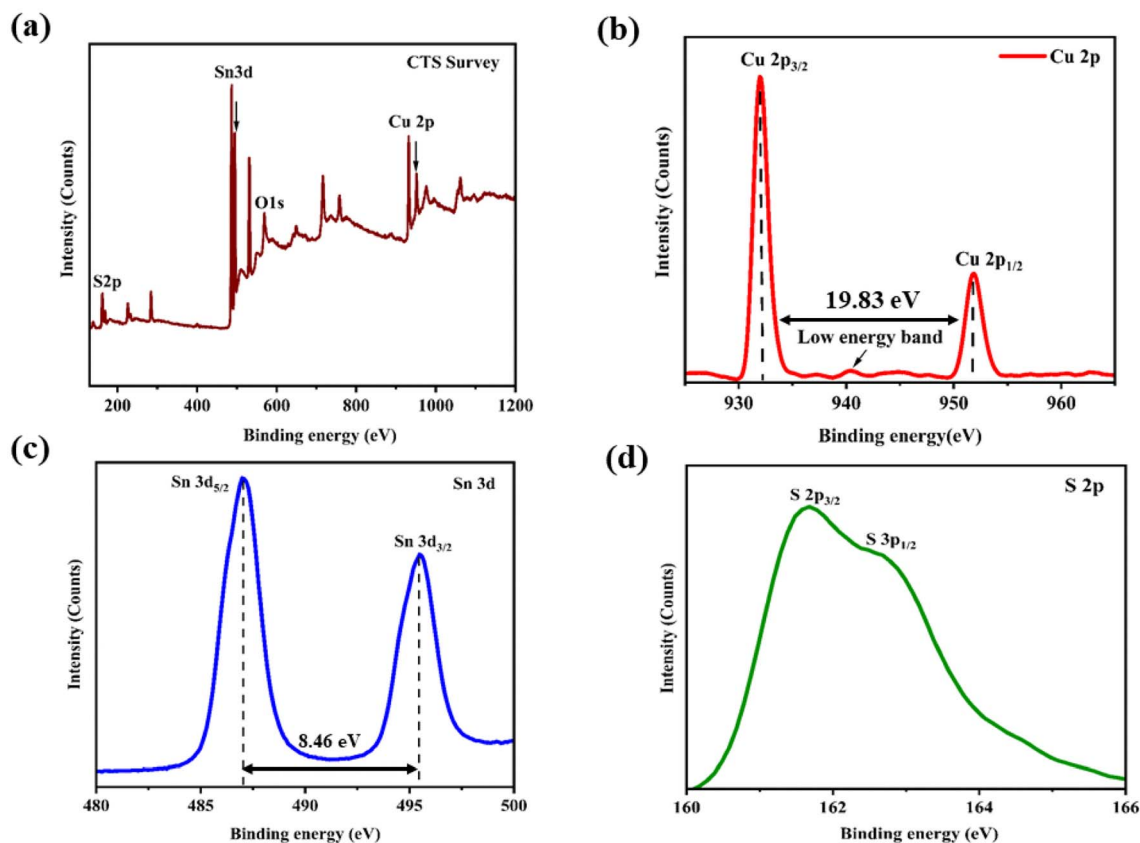 (a)
CTS Survey
Sn3d
Cu 2p
O1s
S2p
Intensity (Counts)
200 400 600 800 1000 1200
Binding energy (eV)
(b)
Cu 2p
Cu 2p3/2
Cu 2p1/2
19.83 eV
Low energy band
Intensity (Counts)
930 940 950 960
Binding energy(eV)
(c)
Sn 3d
Sn 3d5/2
Sn 3d3/2
8.46 eV
Intensity (Counts)
480 485 490 495 500
Binding energy (eV)
(d)
S 2p
S 2p3/2
S 3p1/2
Intensity (Counts)
160 162 164 166
Binding energy (eV)